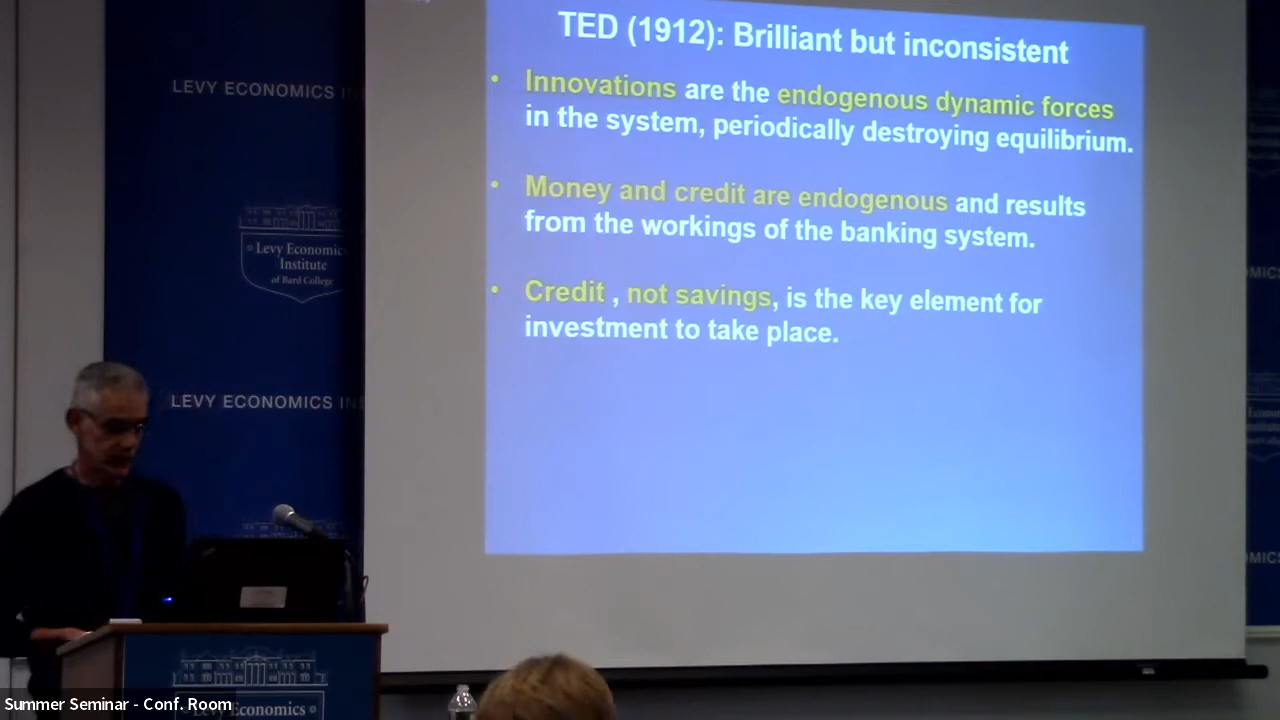 TED (1912): Brilliant but inconsistent
• Innovations are the endogenous dynamic forces
in the system, periodically destroying equilibrium.
• Money and credit are endogenous and results
from the workings of the banking system.
• Credit , not savings, is the key element for
investment to take place.
LEVY ECONOMICS
Levy Economics
Institute
of Bard College
LEVY ECONOMICS
Levy Economics
Summer Seminar - Conf. Room